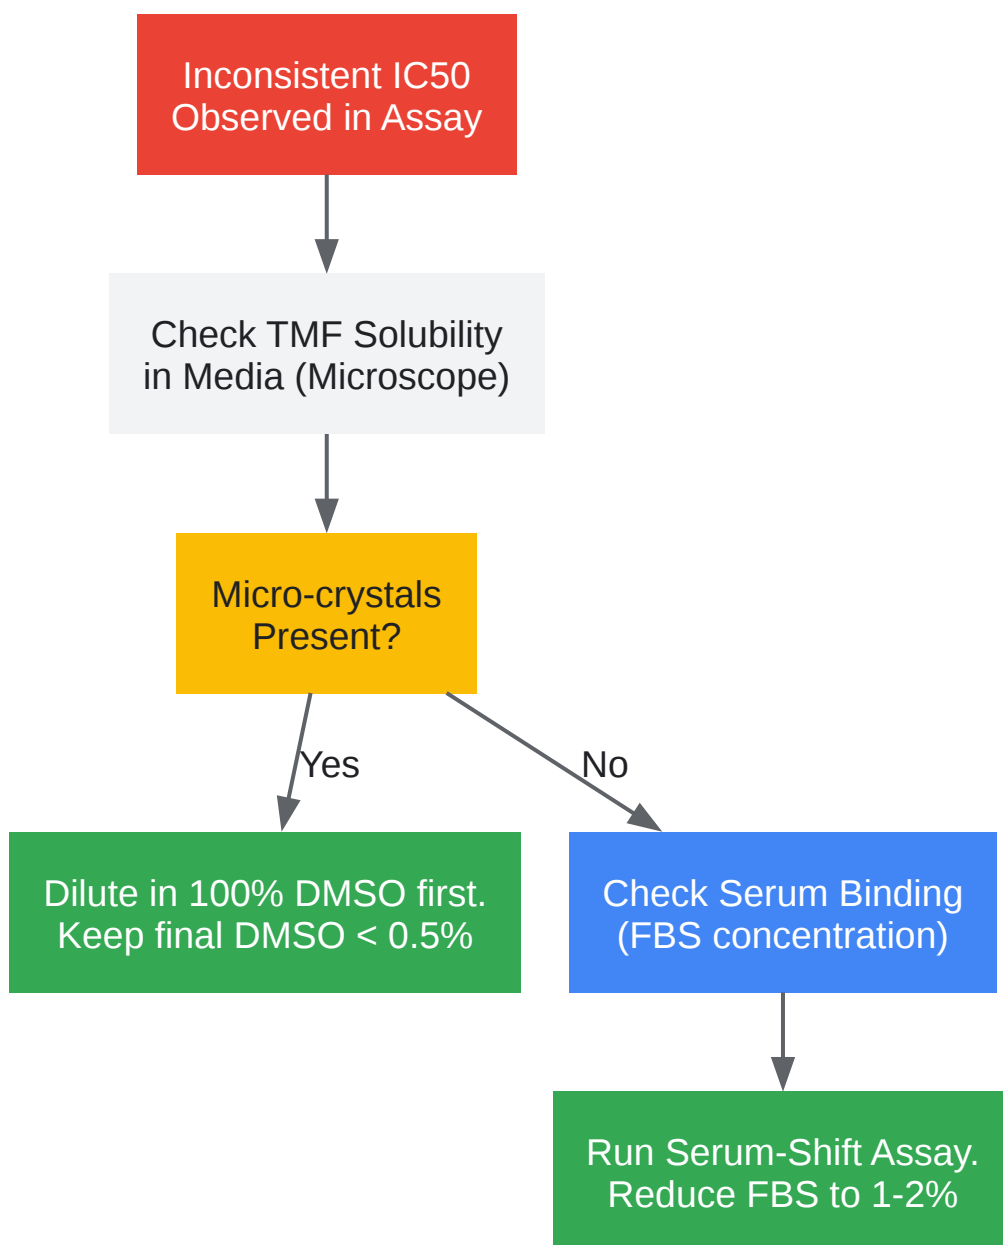 Inconsistent IC50
Observed in Assay
Check TMF Solubility
in Media (Microscope)
Micro-crystals
Present?
Yes
No
Dilute in 100% DMSO first.
Keep final DMSO < 0.5%
Check Serum Binding
(FBS concentration)
Run Serum-Shift Assay.
Reduce FBS to 1-2%